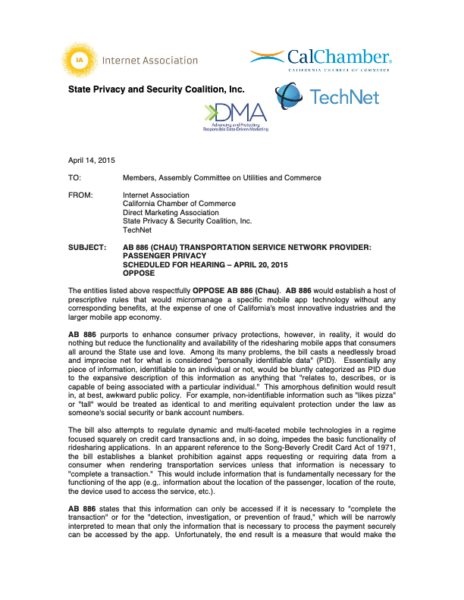 IA Internet Association
CalChamber®
CALIFORNIA CHAMBER OF COMMERCE
State Privacy and Security Coalition, Inc.
TechNet
DMA
Advancing and Protecting
Responsible Data-Driven Marketing
April 14, 2015
TO: Members, Assembly Committee on Utilities and Commerce
FROM: Internet Association
California Chamber of Commerce
Direct Marketing Association
State Privacy & Security Coalition, Inc.
TechNet
SUBJECT: AB 886 (CHAU) TRANSPORTATION SERVICE NETWORK PROVIDER:
PASSENGER PRIVACY
SCHEDULED FOR HEARING – APRIL 20, 2015
OPPOSE
The entities listed above respectfully OPPOSE AB 886 (Chau). AB 886 would establish a host of
prescriptive rules that would micromanage a specific mobile app technology without any
corresponding benefits, at the expense of one of California's most innovative industries and the
larger mobile app economy.
AB 886 purports to enhance consumer privacy protections, however, in reality, it would do
nothing but reduce the functionality and availability of the ridesharing mobile apps that consumers
all around the State use and love. Among its many problems, the bill casts a needlessly broad
and imprecise net for what is considered "personally identifiable data" (PID). Essentially any
piece of information, identifiable to an individual or not, would be bluntly categorized as PID due
to the expansive description of this information as anything that "relates to, describes, or is
capable of being associated with a particular individual." This amorphous definition would result
in, at best, awkward public policy. For example, non-identifiable information such as "likes pizza"
or "tall" would be treated as identical to and meriting equivalent protection under the law as
someone's social security or bank account numbers.
The bill also attempts to regulate dynamic and multi-faceted mobile technologies in a regime
focused squarely on credit card transactions and, in so doing, impedes the basic functionality of
ridesharing applications. In an apparent reference to the Song-Beverly Credit Card Act of 1971,
the bill establishes a blanket prohibition against apps requesting or requiring data from a
consumer when rendering transportation services unless that information is necessary to
"complete a transaction." This would include information that is fundamentally necessary for the
functioning of the app (e.g,. information about the location of the passenger, location of the route,
the device used to access the service, etc.).
AB 886 states that this information can only be accessed if it is necessary to "complete the
transaction" or for the "detection, investigation, or prevention of fraud," which will be narrowly
interpreted to mean that only the information that is necessary to process the payment securely
can be accessed by the app. Unfortunately, the end result is a measure that would make the